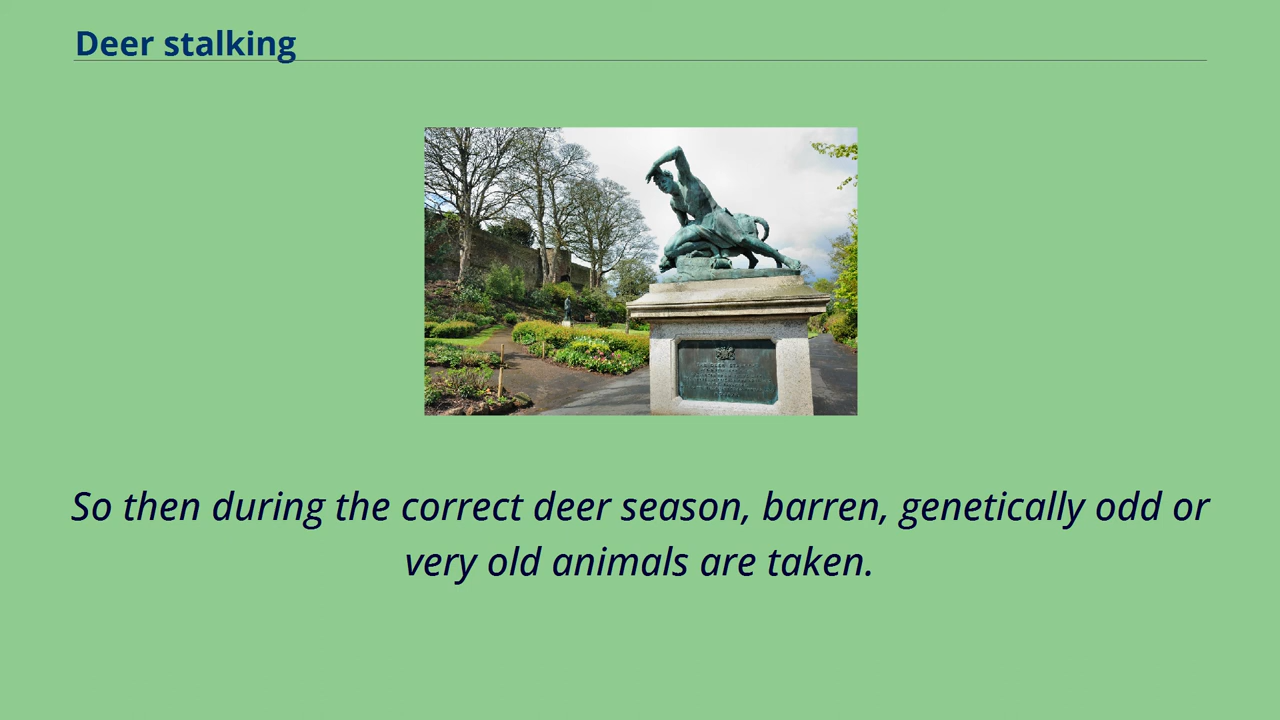 Deer stalking
So then during the correct deer season, barren, genetically odd or
very old animals are taken.